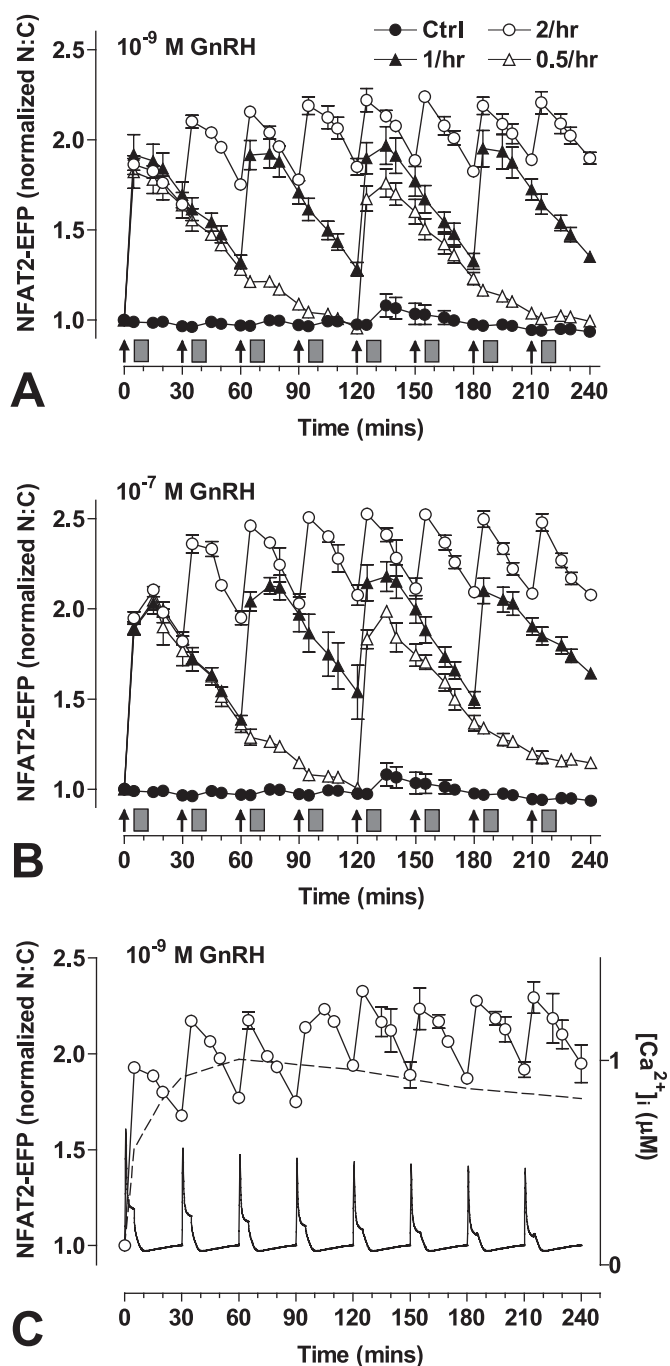 10⁻⁹ M GnRH
Ctrl
2/hr
1/hr
0.5/hr
NFAT2-EFP (normalized N:C)
2.5
2.0
1.5
1.0
0 30 60 90 120 150 180 210 240
Time (mins)
A
10⁻⁷ M GnRH
NFAT2-EFP (normalized N:C)
2.5
2.0
1.5
1.0
0 30 60 90 120 150 180 210 240
Time (mins)
B
10⁻⁹ M GnRH
NFAT2-EFP (normalized N:C)
2.5
2.0
1.5
1.0
1
0
[Ca²⁺]i (μM)
0 30 60 90 120 150 180 210 240
Time (mins)
C